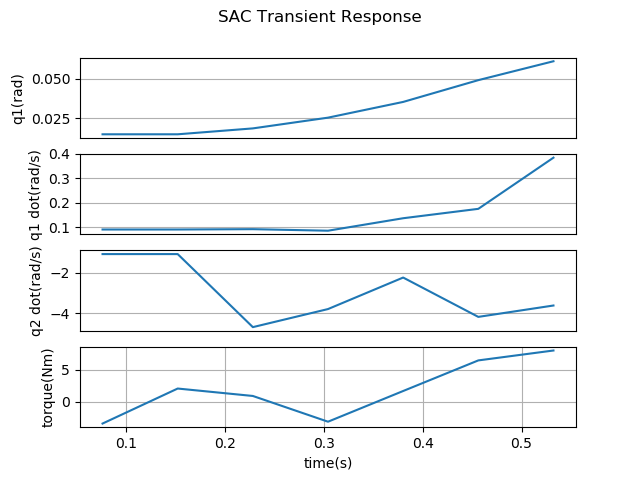 SAC Transient Response
q1(rad)
0.050
0.025
q1 dot(rad/s)
0.4
0.3
0.2
0.1
q2 dot(rad/s)
−2
−4
torque(Nm)
5
0
0.1 0.2 0.3 0.4 0.5
time(s)